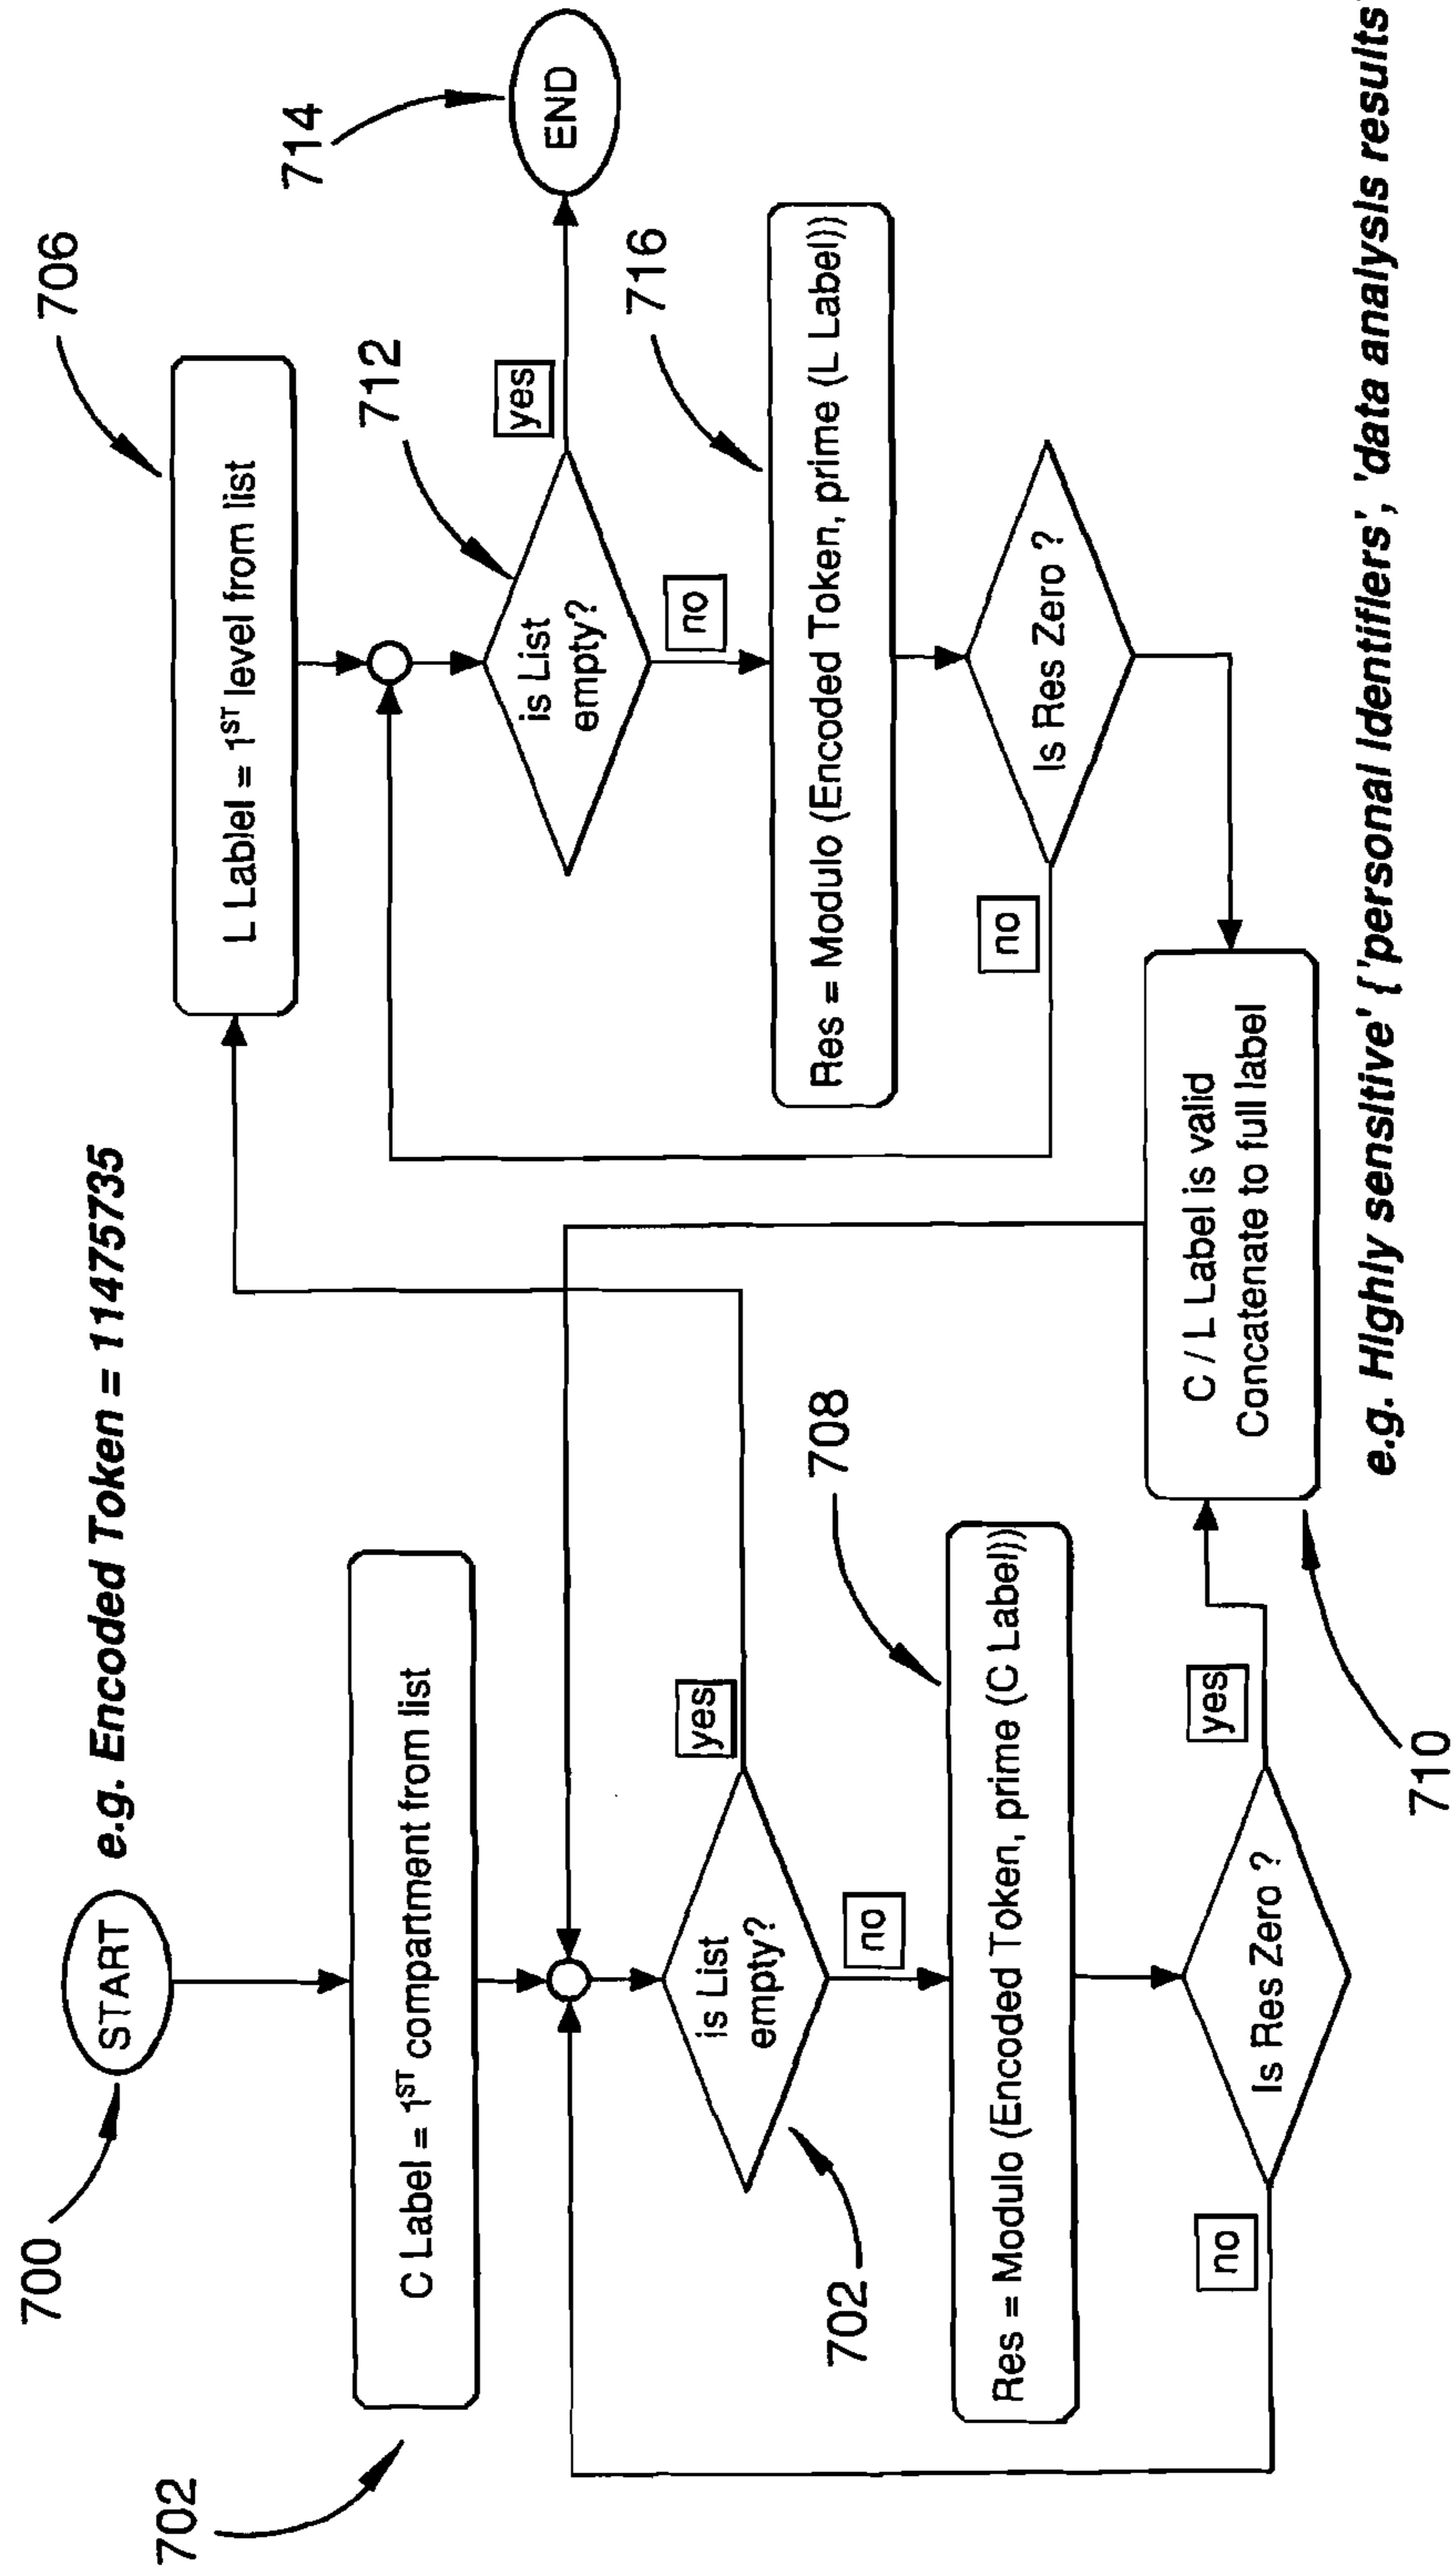 700
START
e.g. Encoded Token = 11475735
702
C Label = 1ST compartment from list
is List
empty?
yes
no
702
708
Res = Modulo (Encoded Token, prime (C Label))
Is Res Zero ?
yes
no
710
C / L Label is valid
Concatenate to full label
e.g. Highly sensitive' {'personal Identifiers', 'data analysis results'
706
L Lablel = 1ST level from list
712
is List
empty?
yes
no
714
END
716
Res = Modulo (Encoded Token, prime (L Label))
Is Res Zero ?
no